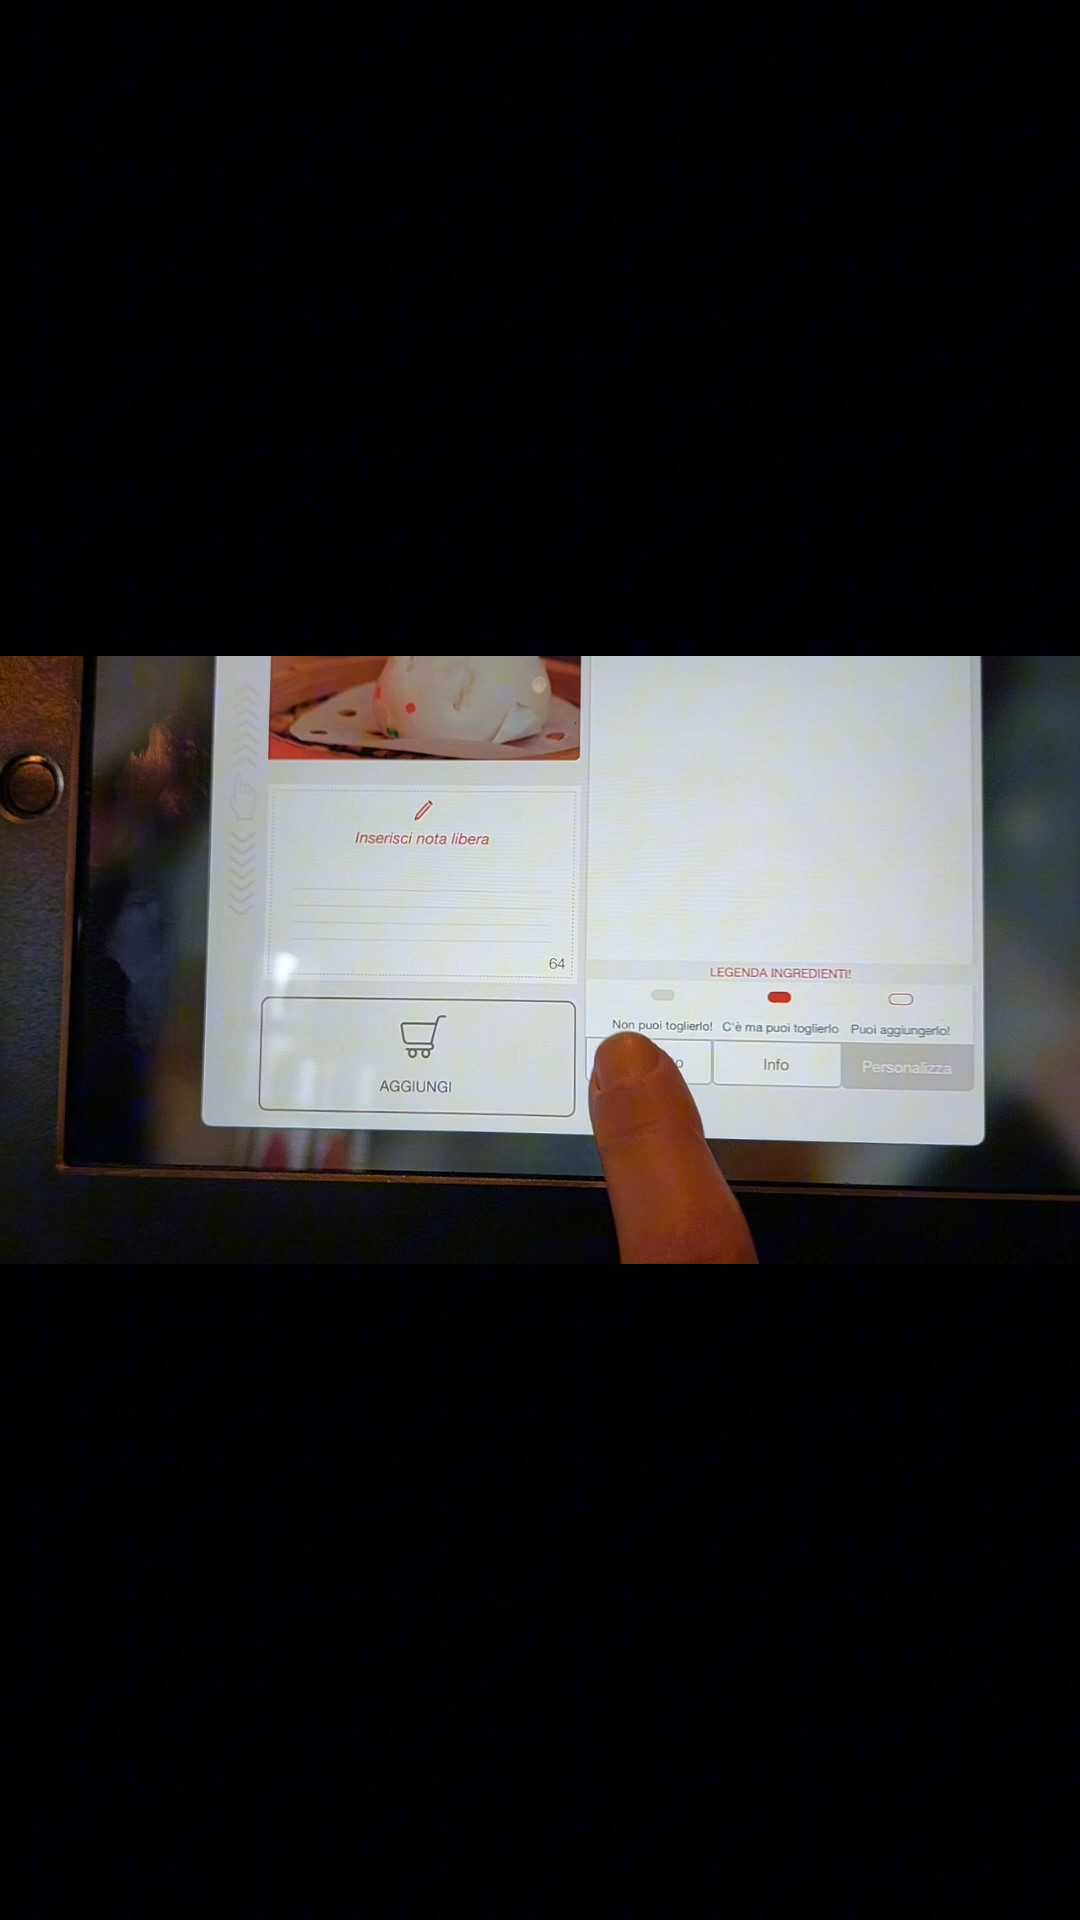 Inserisci nota libera
64
AGGIUNGI
LEGENDA INGREDIENTI!
Non puoi toglierlo! C'è ma puoi toglierlo Puoi aggiungerlo!
Info Personalizza